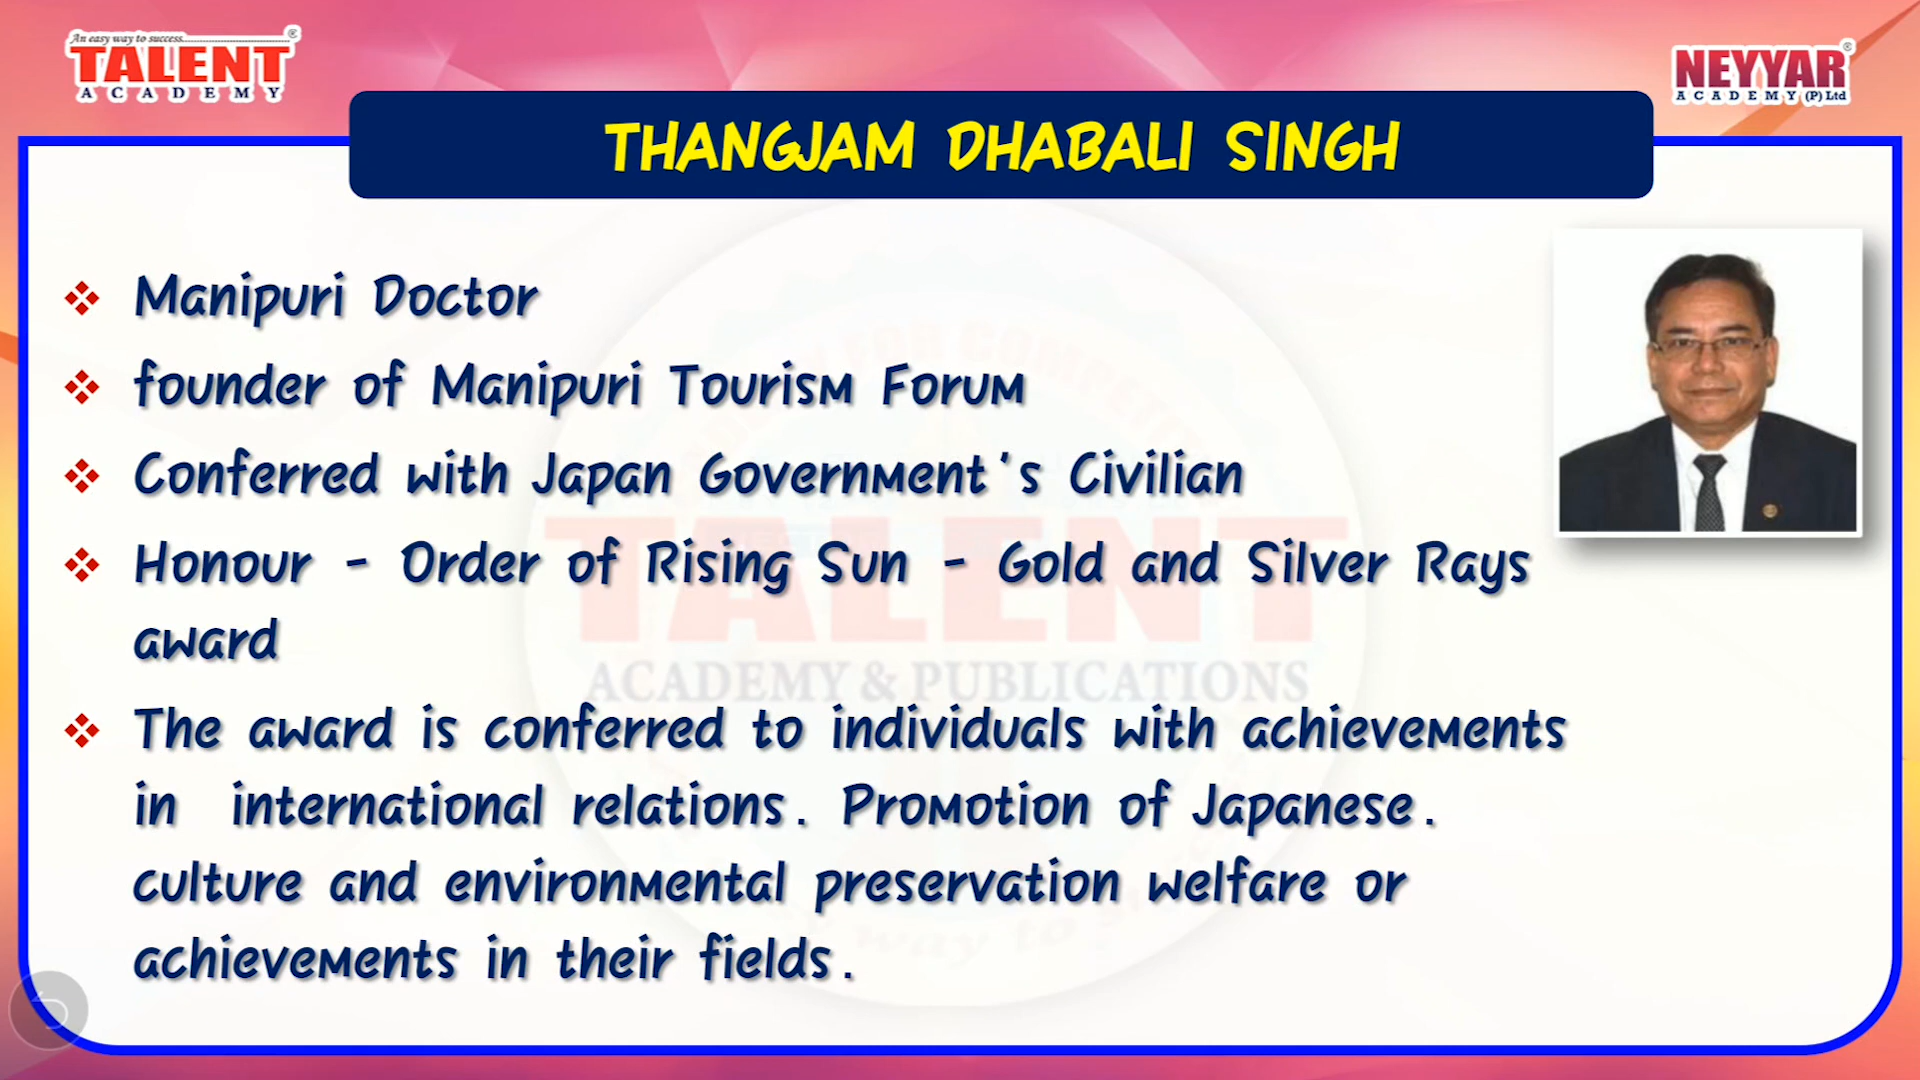 An easy way to success
TALENT
ACADEMY
NEYYAR
ACADEMY (P) Ltd
THANGJAM DHABALI SINGH
Manipuri Doctor
founder of Manipuri Tourism Forum
Conferred with Japan Government's Civilian
Honour - Order of Rising Sun - Gold and Silver Rays
award
The award is conferred to individuals with achievements
in international relations. Promotion of Japanese.
culture and environmental preservation welfare or
achievements in their fields.
TALENT
ACADEMY & PUBLICATIONS